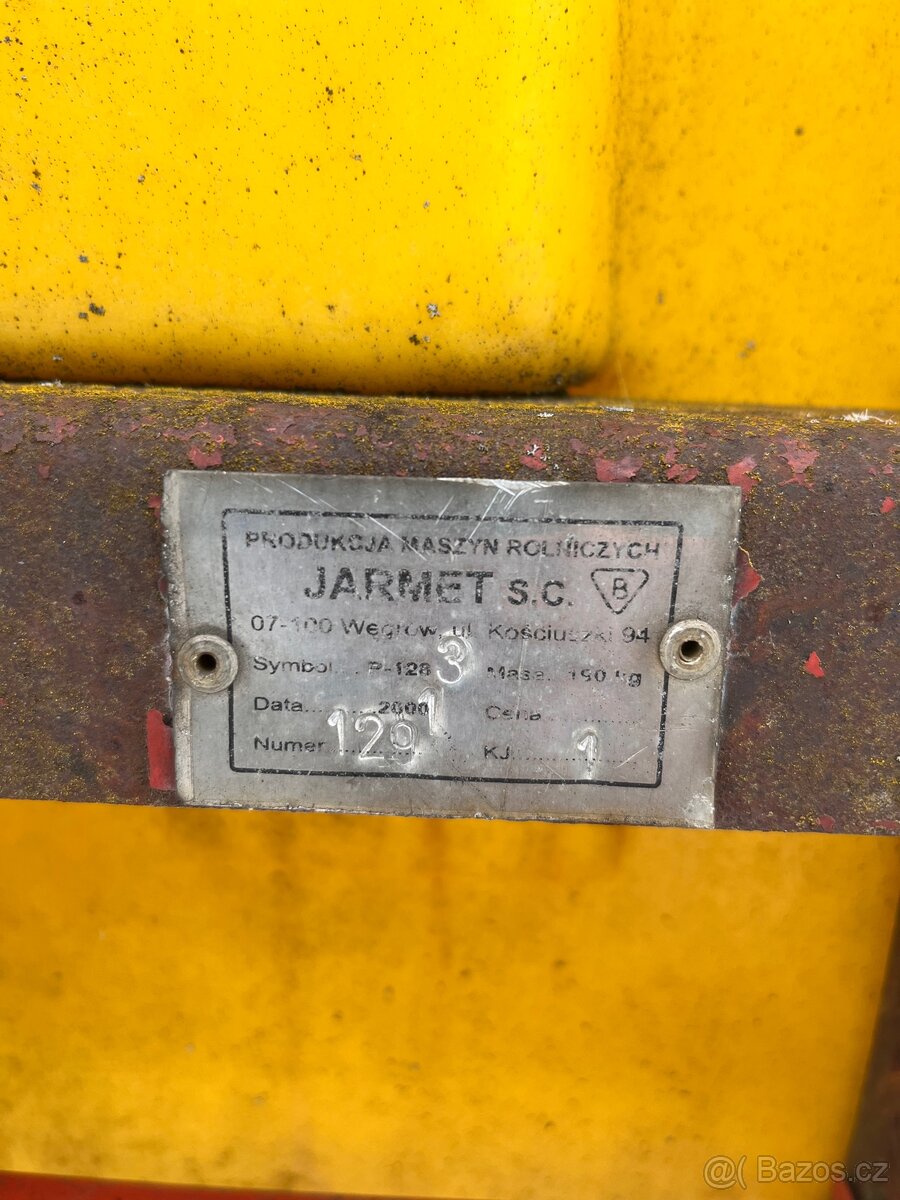 PRODUKCJA MASZYN ROLNICZYCH
JARMET S.C. B
07-100 Węgrów, ul. Kościuszki 94
Symbol... P-128 3 Masa.. 190 kg
Data............2000 1 Cena.................
Numer 129 KJ............1
@( Bazos.cz